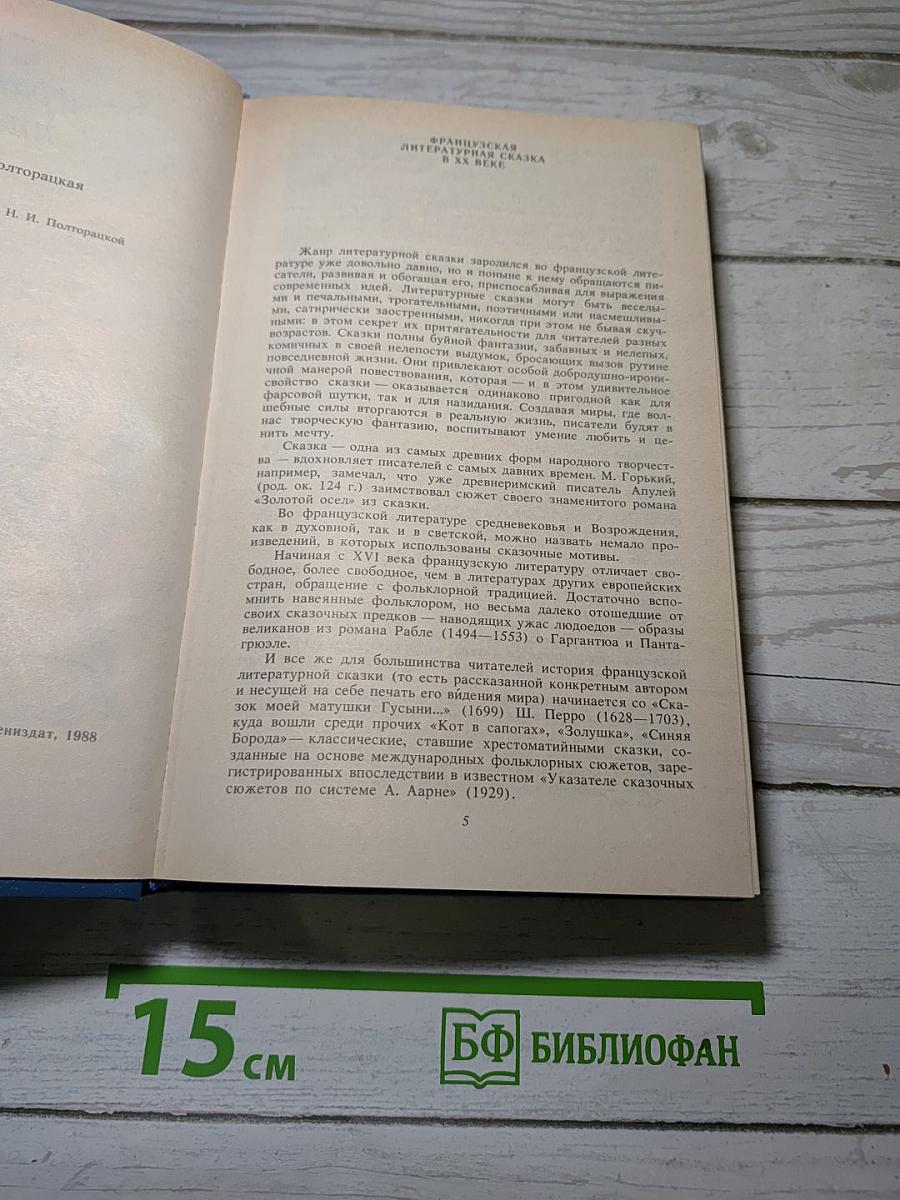 олторацкая
Н. И. Полторацкой
ениздат, 1988
ФРАНЦУЗСКАЯ
ЛИТЕРАТУРНАЯ СКАЗКА
В XX ВЕКЕ
Жанр литературной сказки зародился во французской лите-
ратуре уже довольно давно, но и поныне к нему обращаются пи-
сатели, развивая и обогащая его, приспосабливая для выражения
современных идей. Литературные сказки могут быть веселы-
ми и печальными, трогательными, поэтичными или насмешливы-
ми, сатирически заостренными, никогда при этом не бывая скуч-
ными: в этом секрет их притягательности для читателей разных
возрастов. Сказки полны буйной фантазии, забавных и нелепых,
комичных в своей нелепости выдумок, бросающих вызов рутине
повседневной жизни. Они привлекают особой добродушно-ирони-
чной манерой повествования, которая — и в этом удивительное
свойство сказки — оказывается одинаково пригодной как для
фарсовой шутки, так и для назидания. Создавая миры, где вол-
шебные силы вторгаются в реальную жизнь, писатели будят в
нас творческую фантазию, воспитывают умение любить и це-
нить мечту.
Сказка — одна из самых древних форм народного творчест-
ва — вдохновляет писателей с самых давних времен. М. Горький,
например, замечал, что уже древнеримский писатель Апулей
(род. ок. 124 г.) заимствовал сюжет своего знаменитого романа
«Золотой осел» из сказки.
Во французской литературе средневековья и Возрождения,
как в духовной, так и в светской, можно назвать немало про-
изведений, в которых использованы сказочные мотивы.
Начиная с XVI века французскую литературу отличает сво-
бодное, более свободное, чем в литературах других европейских
стран, обращение с фольклорной традицией. Достаточно вспо-
мнить навеянные фольклором, но весьма далеко отошедшие от
своих сказочных предков — наводящих ужас людоедов — образы
великанов из романа Рабле (1494—1553) о Гаргантюа и Панта-
грюэле.
И все же для большинства читателей история французской
литературной сказки (то есть рассказанной конкретным автором
и несущей на себе печать его ви́дения мира) начинается со «Ска-
зок моей матушки Гусыни...» (1699) Ш. Перро (1628—1703),
куда вошли среди прочих «Кот в сапогах», «Золушка», «Синяя
Борода»— классические, ставшие хрестоматийными сказки, со-
зданные на основе международных фольклорных сюжетов, заре-
гистрированных впоследствии в известном «Указателе сказочных
сюжетов по системе А. Аарне» (1929).
5
15 см
БФ БИБЛИОФАН